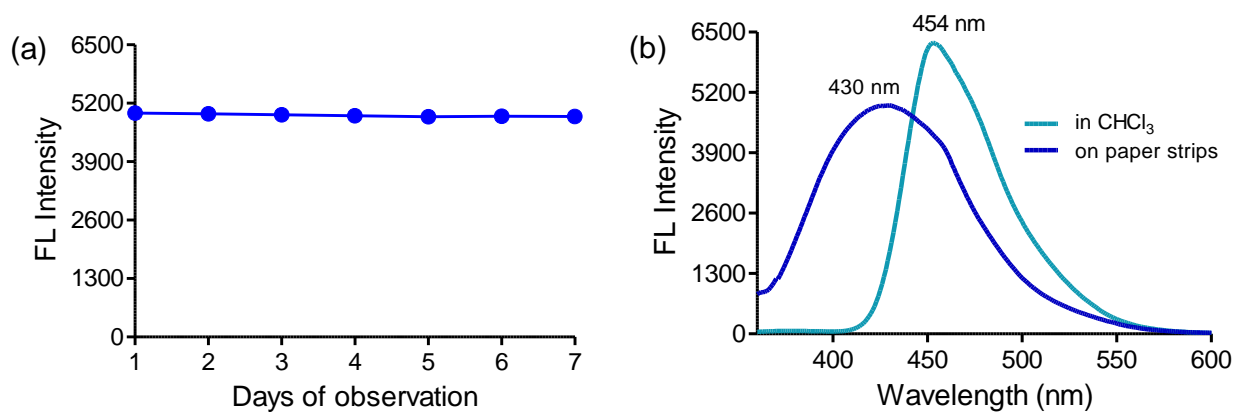 (a)
FL Intensity
6500
5200
3900
2600
1300
0
1 2 3 4 5 6 7
Days of observation
(b)
FL Intensity
6500
5200
3900
2600
1300
0
454 nm
430 nm
in CHCl₃
on paper strips
400 450 500 550 600
Wavelength (nm)